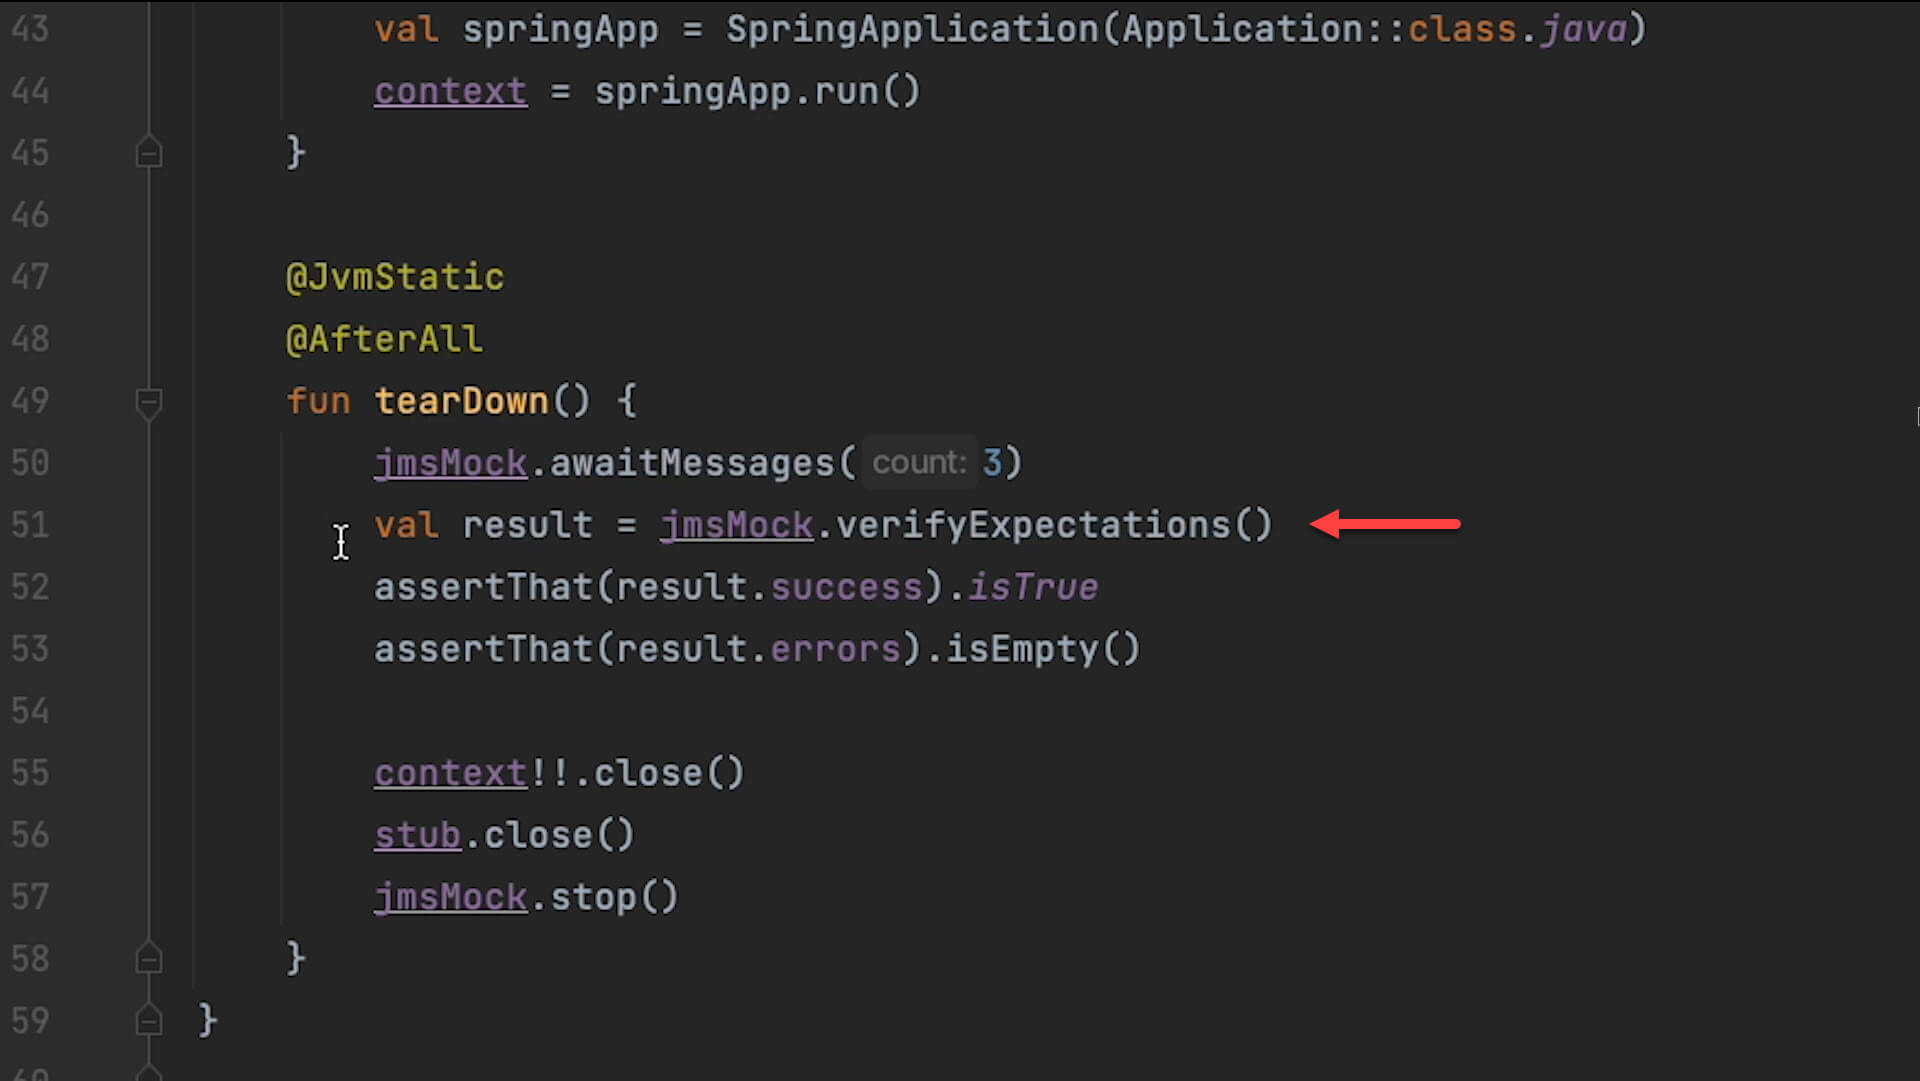 43 val springApp = SpringApplication(Application::class.java)
44 context = springApp.run()
45 }
46
47 @JvmStatic
48 @AfterAll
49 fun tearDown() {
50 jmsMock.awaitMessages( count: 3)
51 val result = jmsMock.verifyExpectations()
52 assertThat(result.success).isTrue
53 assertThat(result.errors).isEmpty()
54
55 context!!.close()
56 stub.close()
57 jmsMock.stop()
58 }
59 }
60